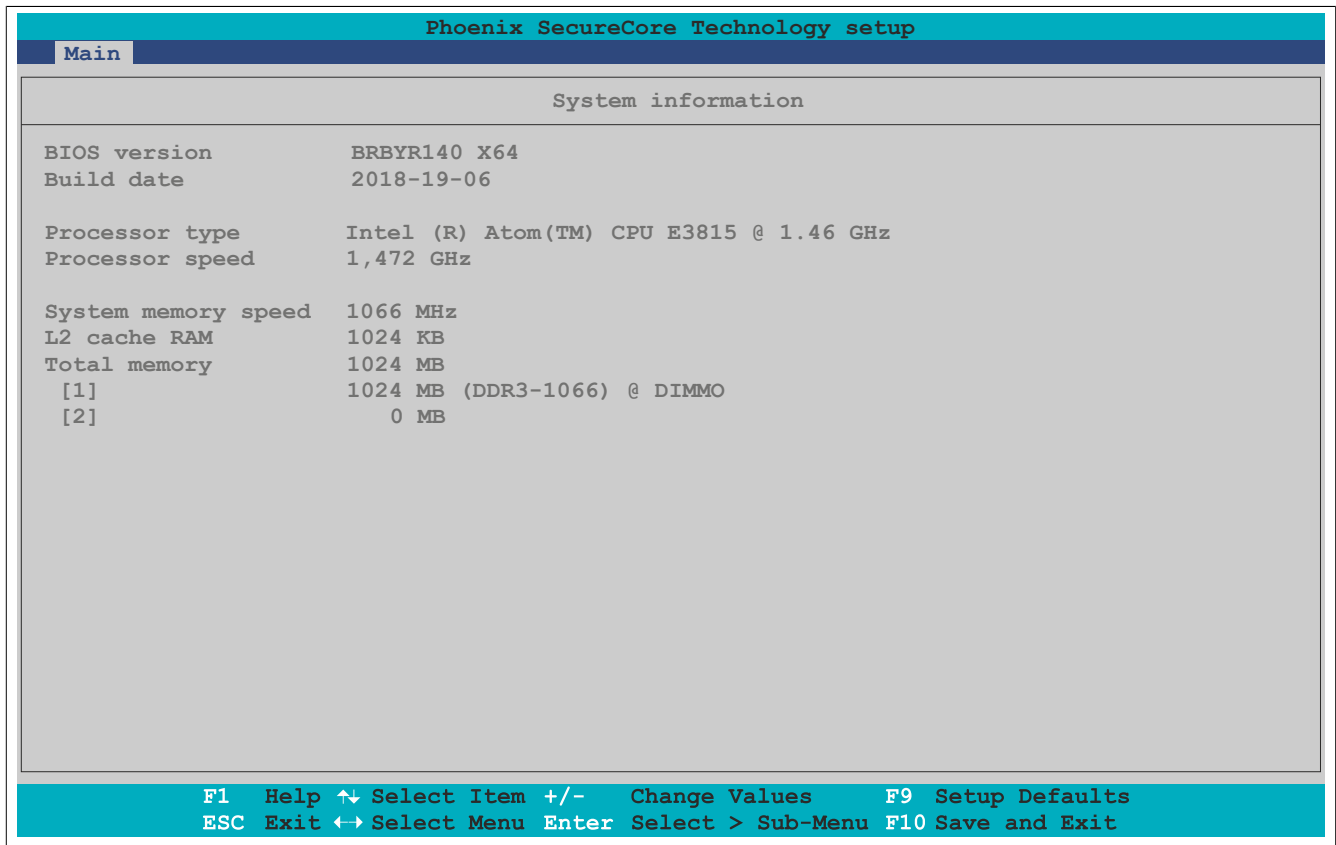 Phoenix SecureCore Technology setup
Main
System information
BIOS version BRBYR140 X64
Build date 2018-19-06
Processor type Intel (R) Atom(TM) CPU E3815 @ 1.46 GHz
Processor speed 1,472 GHz
System memory speed 1066 MHz
L2 cache RAM 1024 KB
Total memory 1024 MB
[1] 1024 MB (DDR3-1066) @ DIMMO
[2] 0 MB
F1 Help ↑↓ Select Item +/- Change Values F9 Setup Defaults
ESC Exit ↔ Select Menu Enter Select > Sub-Menu F10 Save and Exit